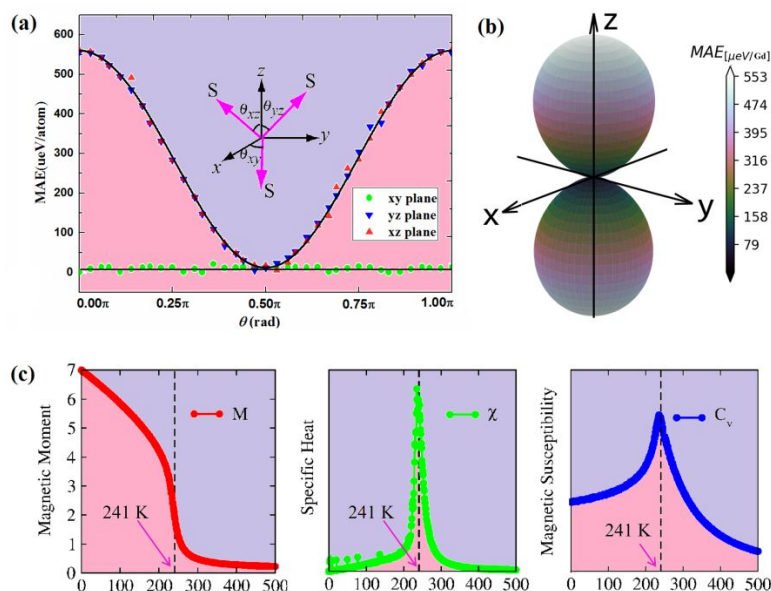 (a)
600
500
400
300
200
100
0
MAE(ueV/atom)
0.00π 0.25π 0.50π 0.75π 1.00π
θ (rad)
z
S S
θxz θyz
y
x θxy
S
xy plane
yz plane
xz plane
(b)
z
x
y
MAE[μeV/Gd]
553
474
395
316
237
158
79
(c)
7
6
5
4
3
2
1
0
Magnetic Moment
M
241 K
0 100 200 300 400 500
Specific Heat
χ
241 K
0 100 200 300 400 500
Magnetic Susceptibility
Cv
241 K
0 100 200 300 400 500